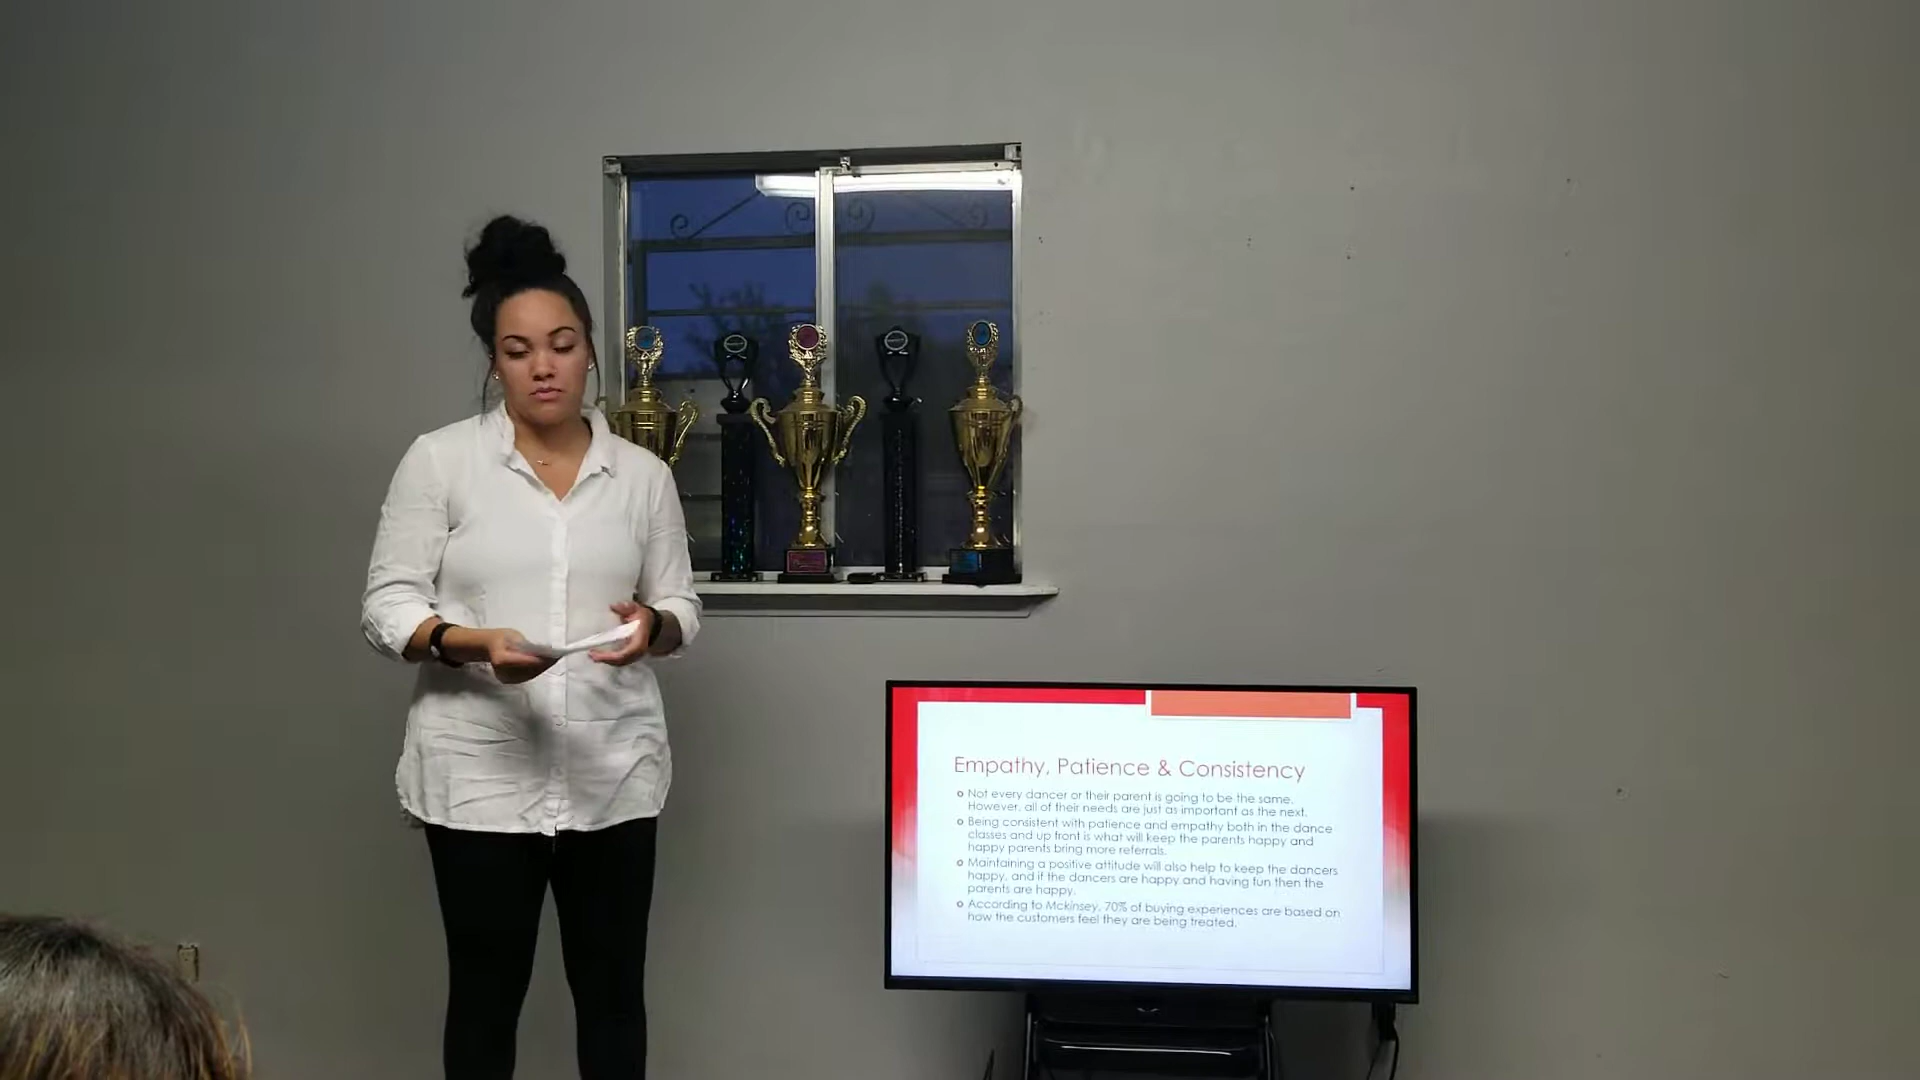 Empathy, Patience & Consistency
Not every dancer or their parent is going to be the same.
However, all of their needs are just as important as the next.
Being consistent with patience and empathy both in the dance
classes and up front is what will keep the parents happy and
happy parents bring more referrals.
Maintaining a positive attitude will also help to keep the dancers
happy, and if the dancers are happy and having fun then the
parents are happy.
According to Mckinsey, 70% of buying experiences are based on
how the customers feel they are being treated.